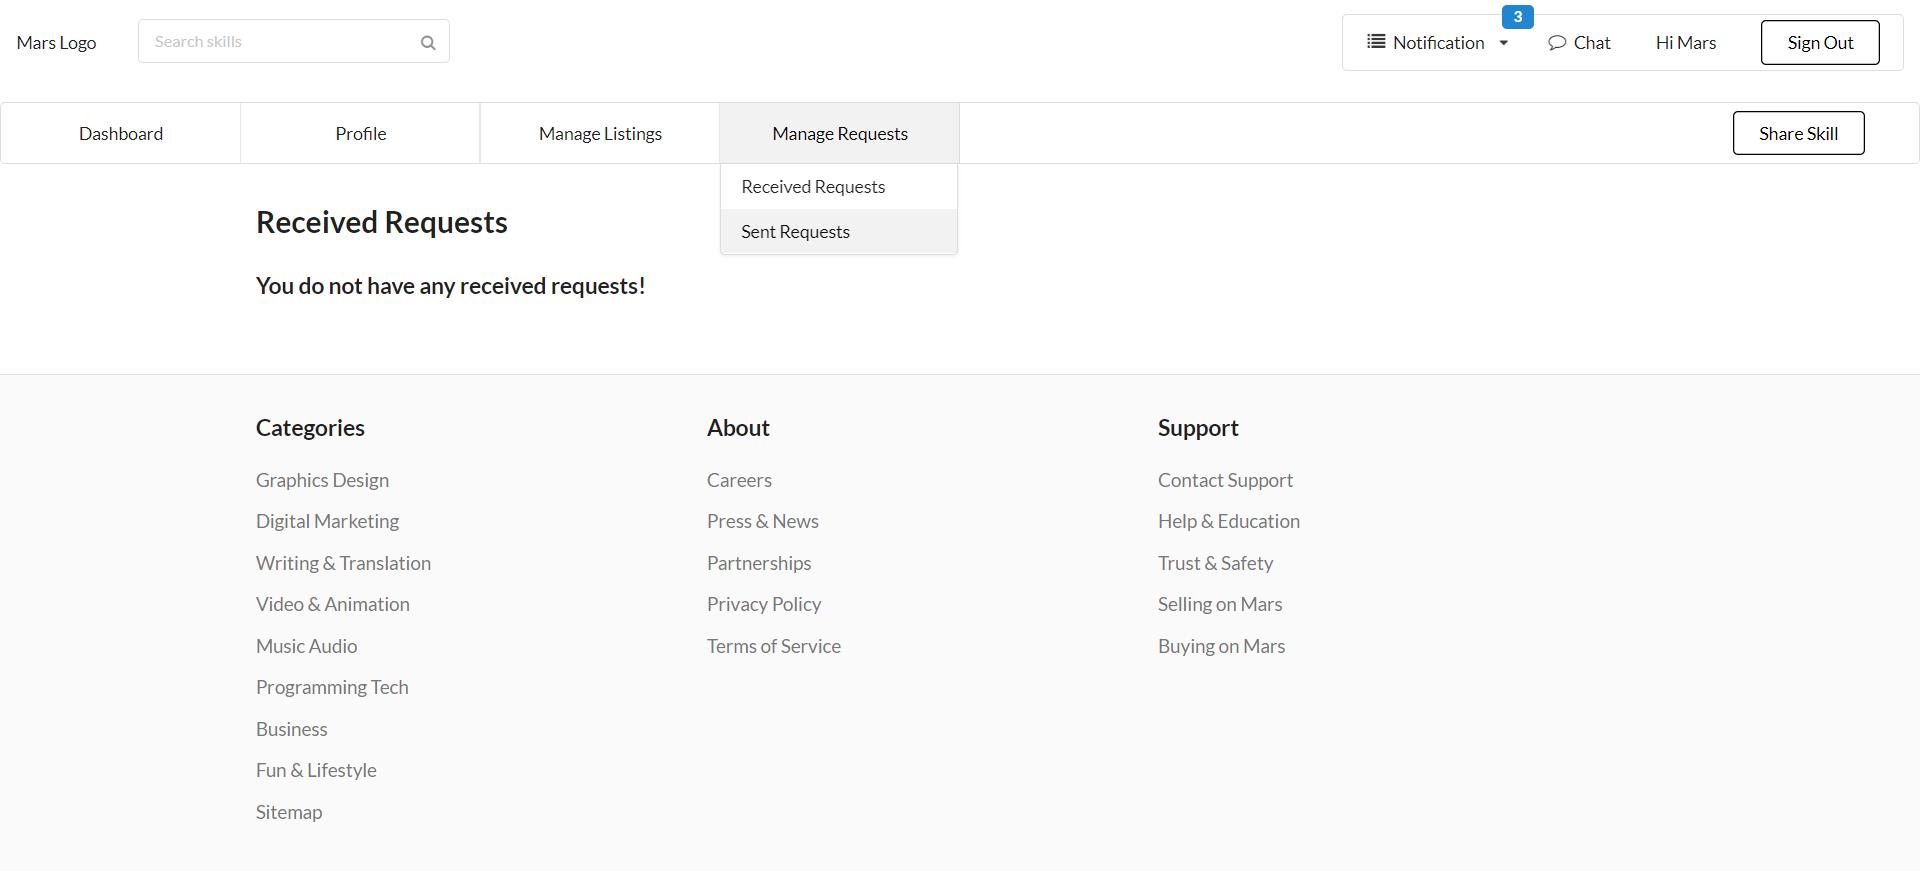 Mars Logo
Search skills
3
Notification
Chat
Hi Mars
Sign Out
Dashboard
Profile
Manage Listings
Manage Requests
Share Skill
Received Requests
Sent Requests
Received Requests
You do not have any received requests!
Categories
Graphics Design
Digital Marketing
Writing & Translation
Video & Animation
Music Audio
Programming Tech
Business
Fun & Lifestyle
Sitemap
About
Careers
Press & News
Partnerships
Privacy Policy
Terms of Service
Support
Contact Support
Help & Education
Trust & Safety
Selling on Mars
Buying on Mars